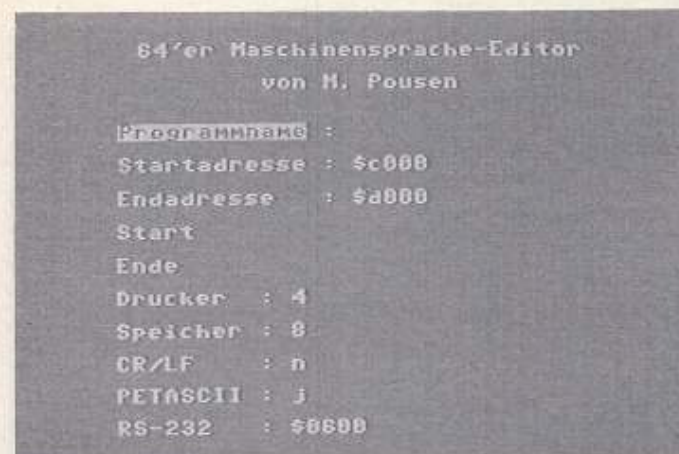 64'er Maschinensprache-Editor
von M. Pousen
Programmname :
Startadresse : $c000
Endadresse : $d000
Start
Ende
Drucker : 4
Speicher : 8
CR/LF : n
PETASCII : j
RS-232 : $0600